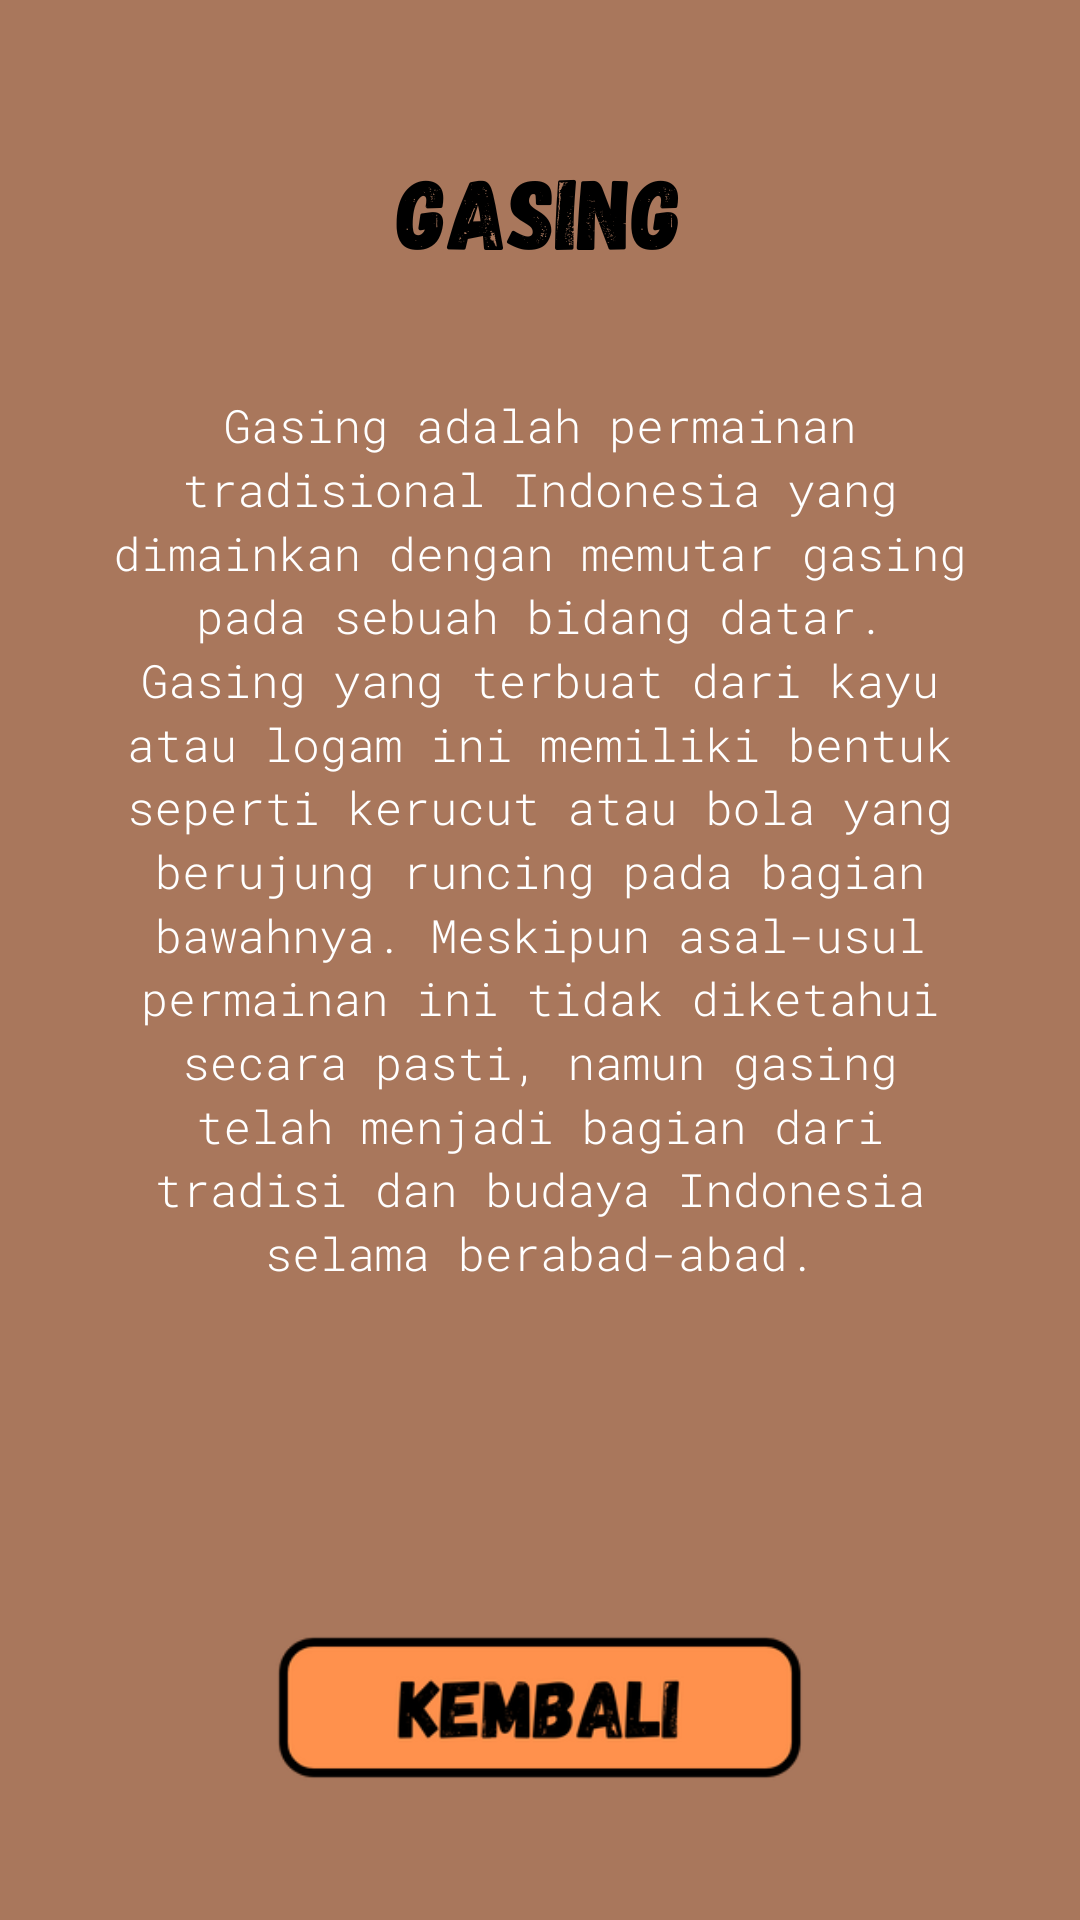 GASING
Gasing adalah permainan
tradisional Indonesia yang
dimainkan dengan memutar gasing
pada sebuah bidang datar.
Gasing yang terbuat dari kayu
atau logam ini memiliki bentuk
seperti kerucut atau bola yang
berujung runcing pada bagian
bawahnya. Meskipun asal-usul
permainan ini tidak diketahui
secara pasti, namun gasing
telah menjadi bagian dari
tradisi dan budaya Indonesia
selama berabad-abad.
KEMBALI